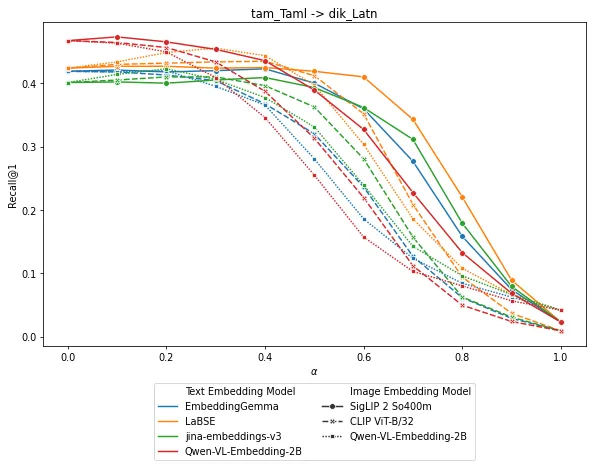 tam_Taml -> dik_Latn
Recall@1
0.4
0.3
0.2
0.1
0.0
0.0 0.2 0.4 0.6 0.8 1.0
α
Text Embedding Model Image Embedding Model
EmbeddingGemma SigLIP 2 So400m
LaBSE CLIP ViT-B/32
jina-embeddings-v3 Qwen-VL-Embedding-2B
Qwen-VL-Embedding-2B